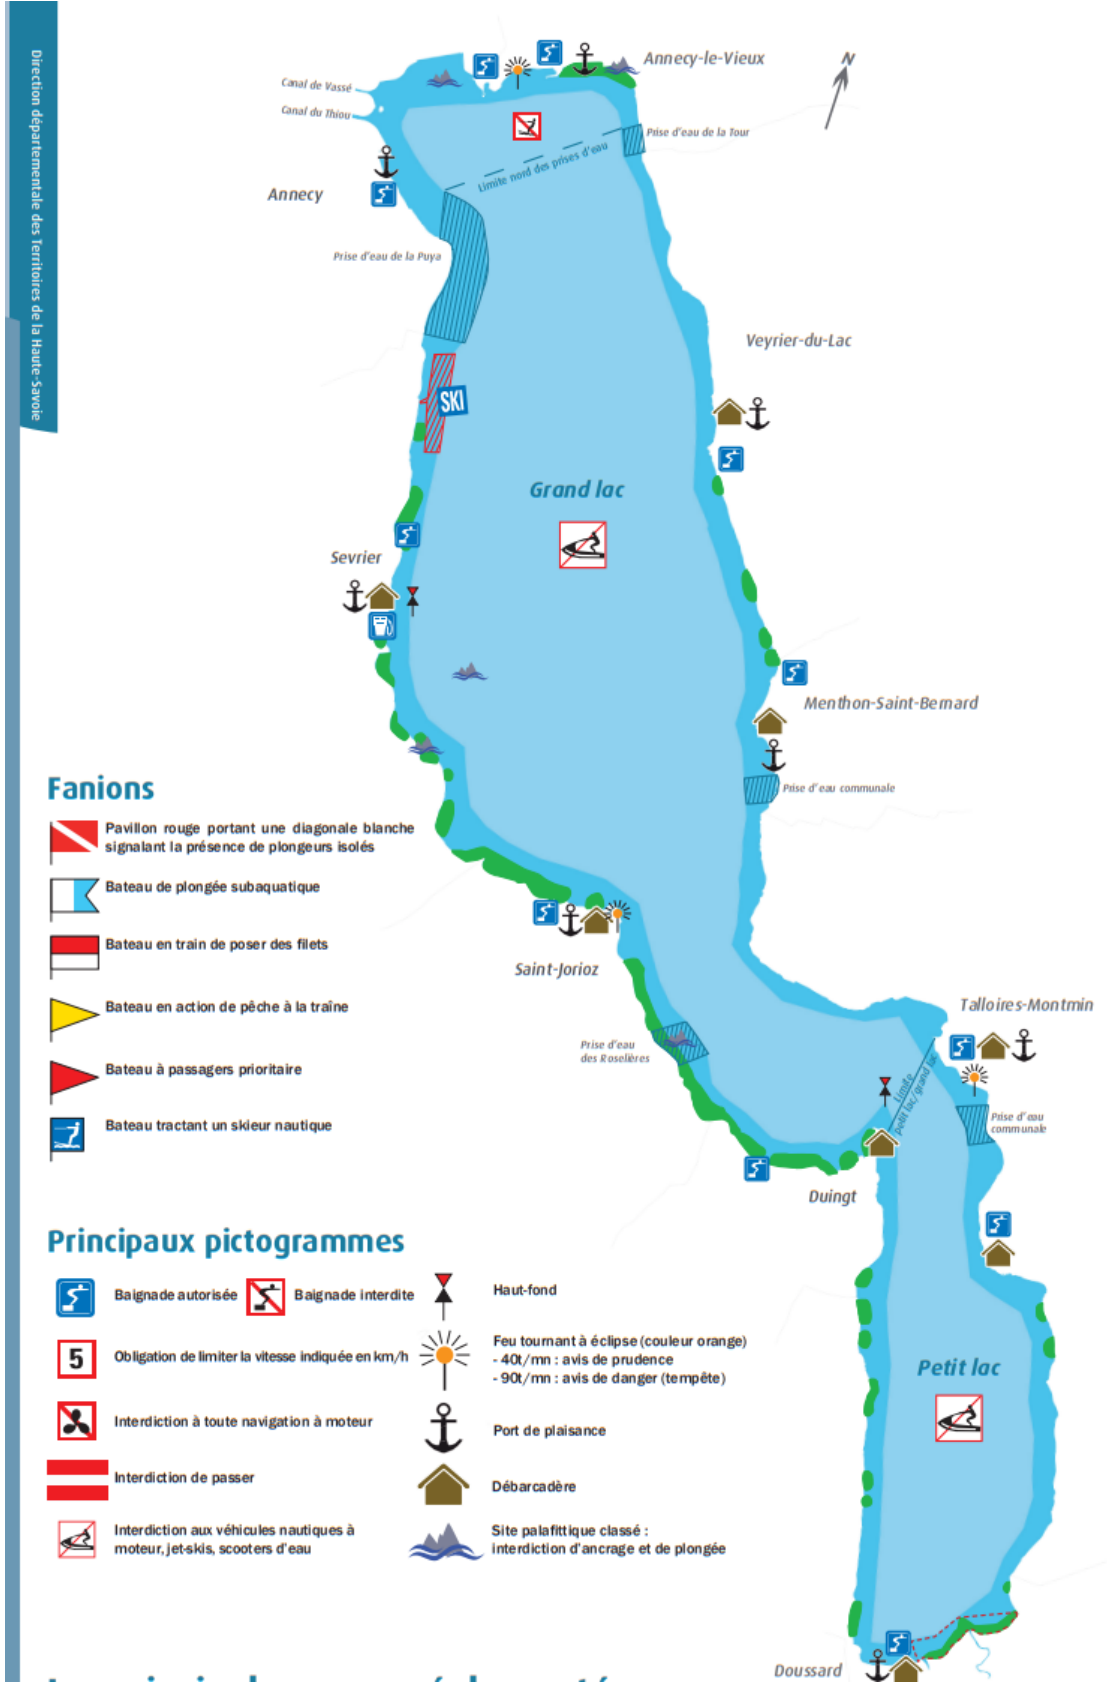 Direction départementale des Territoires de la Haute-Savoie
Annecy-le-Vieux
N
Canal de Vassé
Canal du Thiou
Prise d'eau de la Tour
Limite nord des prises d'eau
Annecy
Prise d'eau de la Puya
Veyrier-du-Lac
SKI
Grand lac
Sevrier
Menthon-Saint-Bernard
Prise d'eau communale
Fanions
Pavillon rouge portant une diagonale blanche
signalant la présence de plongeurs isolés
Bateau de plongée subaquatique
Bateau en train de poser des filets
Bateau en action de pêche à la traîne
Bateau à passagers prioritaire
Bateau tractant un skieur nautique
Saint-Jorioz
Talloires-Montmin
Prise d'eau
des Roselières
Limite
petit lac/grand lac
Prise d'eau
communale
Duingt
Principaux pictogrammes
Baignade autorisée
Baignade interdite
Haut-fond
5
Obligation de limiter la vitesse indiquée en km/h
Feu tournant à éclipse (couleur orange)
- 40t/mn : avis de prudence
- 90t/mn : avis de danger (tempête)
Interdiction à toute navigation à moteur
Port de plaisance
Interdiction de passer
Débarcadère
Interdiction aux véhicules nautiques à
moteur, jet-skis, scooters d'eau
Site palafittique classé :
interdiction d'ancrage et de plongée
Petit lac
Doussard